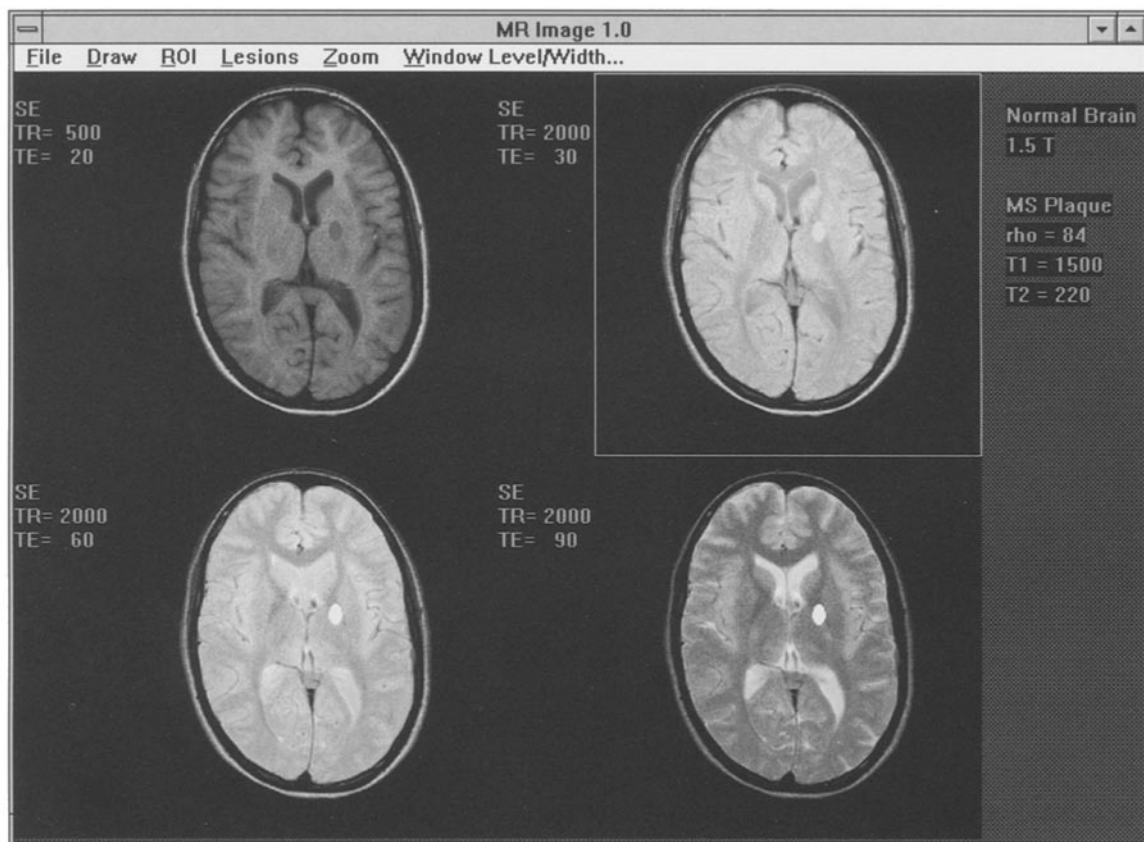 MR Image 1.0
File Draw ROI Lesions Zoom Window Level/Width...
SE
TR= 500
TE= 20
SE
TR= 2000
TE= 30
Normal Brain
1.5 T
MS Plaque
rho = 84
T1 = 1500
T2 = 220
SE
TR= 2000
TE= 60
SE
TR= 2000
TE= 90